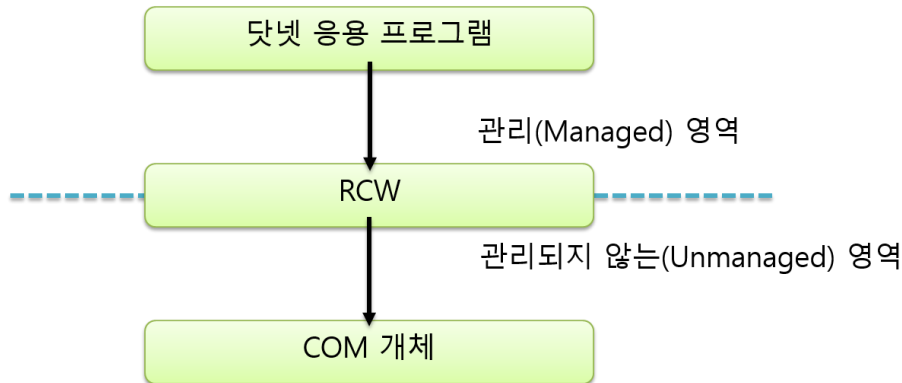 닷넷 응용 프로그램
관리(Managed) 영역
RCW
관리되지 않는(Unmanaged) 영역
COM 개체